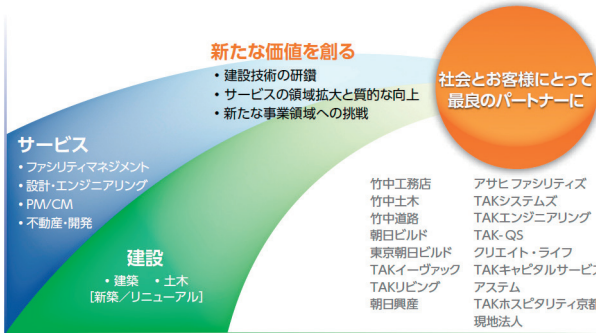 新たな価値を創る
・建設技術の研鑽
・サービスの領域拡大と質的な向上
・新たな事業領域への挑戦
社会とお客様にとって
最良のパートナーに
サービス
・ファシリティマネジメント
・設計・エンジニアリング
・PM/CM
・不動産・開発
建設
・建築 ・土木
[新築/リニューアル]
竹中工務店
竹中土木
竹中道路
朝日ビルド
東京朝日ビルド
TAKイーヴァック
TAKリビング
朝日興産
アサヒ ファシリティズ
TAKシステムズ
TAKエンジニアリング
TAK-QS
クリエイト・ライフ
TAKキャピタルサービス
アステム
TAKホスピタリティ京都
現地法人